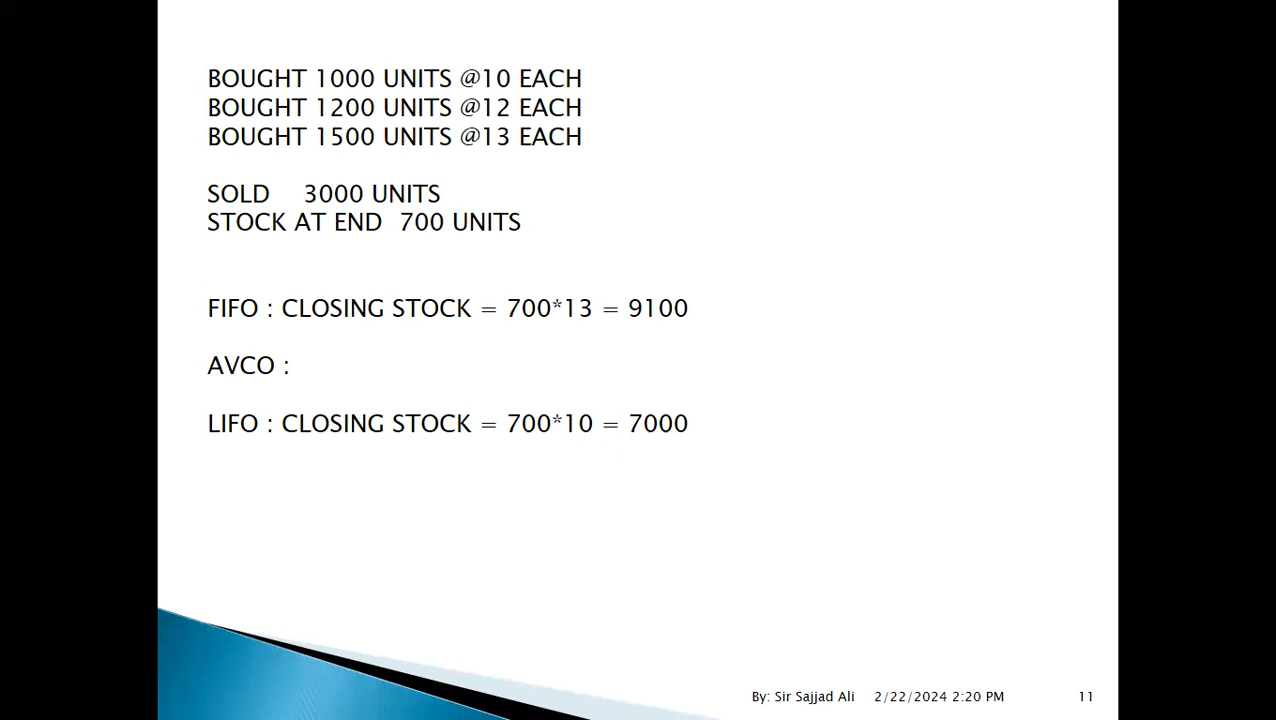 BOUGHT 1000 UNITS @10 EACH
BOUGHT 1200 UNITS @12 EACH
BOUGHT 1500 UNITS @13 EACH
SOLD 3000 UNITS
STOCK AT END 700 UNITS
FIFO : CLOSING STOCK = 700*13 = 9100
AVCO :
LIFO : CLOSING STOCK = 700*10 = 7000
By: Sir Sajjad Ali 2/22/2024 2:20 PM 11